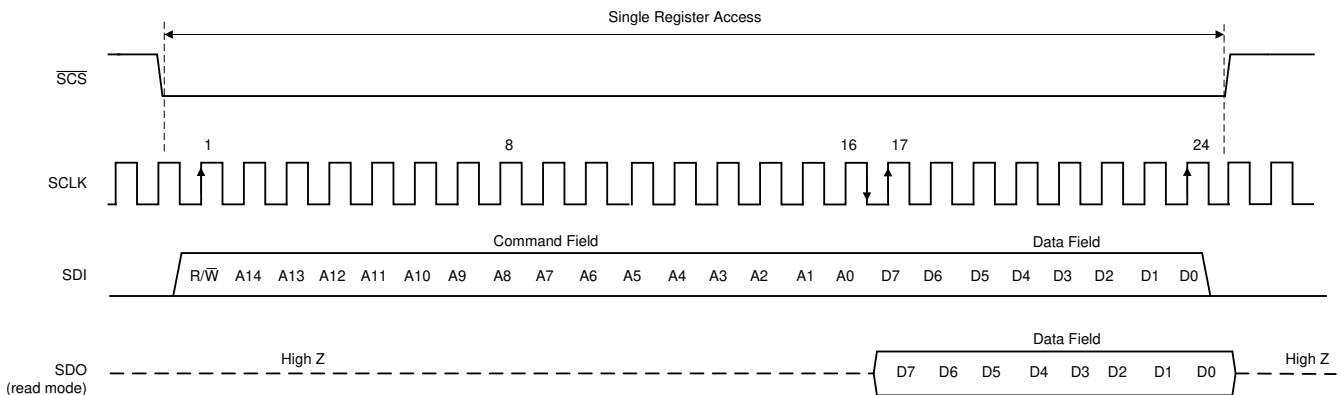 Single Register Access
SCS
1 8 16 17 24
SCLK
Command Field Data Field
SDI R/W A14 A13 A12 A11 A10 A9 A8 A7 A6 A5 A4 A3 A2 A1 A0 D7 D6 D5 D4 D3 D2 D1 D0
Data Field
High Z High Z
SDO D7 D6 D5 D4 D3 D2 D1 D0
(read mode)